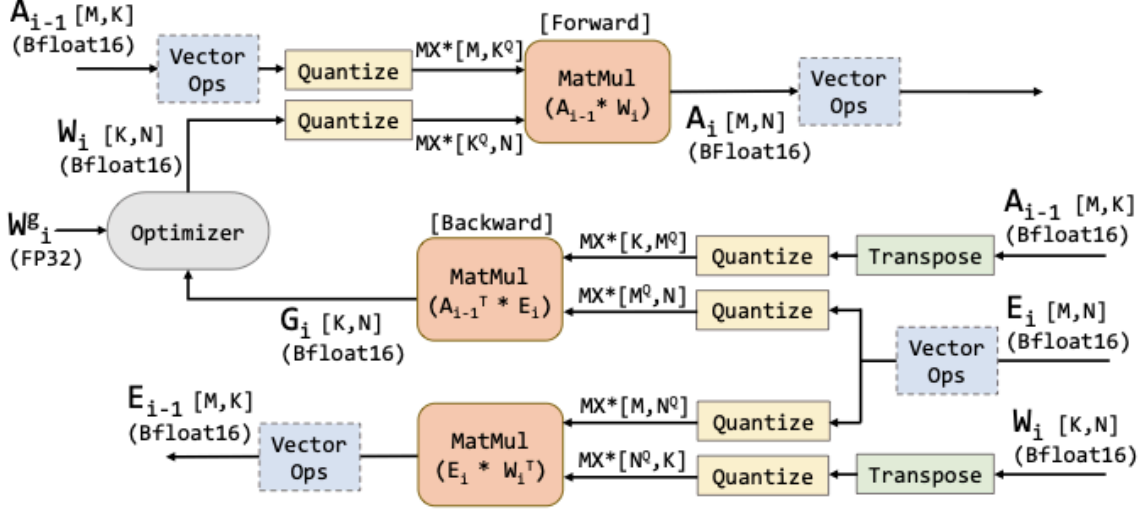 A_{i-1} [M,K]
(Bfloat16)
Vector
Ops
Quantize
MX*[M,K^Q]
[Forward]
MatMul
(A_{i-1}* W_i)
Vector
Ops
A_i [M,N]
(BFloat16)
W_i [K,N]
(Bfloat16)
Quantize
MX*[K^Q,N]
W^g_i
(FP32)
Optimizer
[Backward]
MatMul
(A_{i-1}^T * E_i)
MX*[K,M^Q]
Quantize
Transpose
A_{i-1} [M,K]
(Bfloat16)
MX*[M^Q,N]
Quantize
G_i [K,N]
(Bfloat16)
Vector
Ops
E_i [M,N]
(Bfloat16)
E_{i-1} [M,K]
(Bfloat16)
Vector
Ops
MatMul
(E_i * W_i^T)
MX*[M,N^Q]
Quantize
MX*[N^Q,K]
Quantize
Transpose
W_i [K,N]
(Bfloat16)